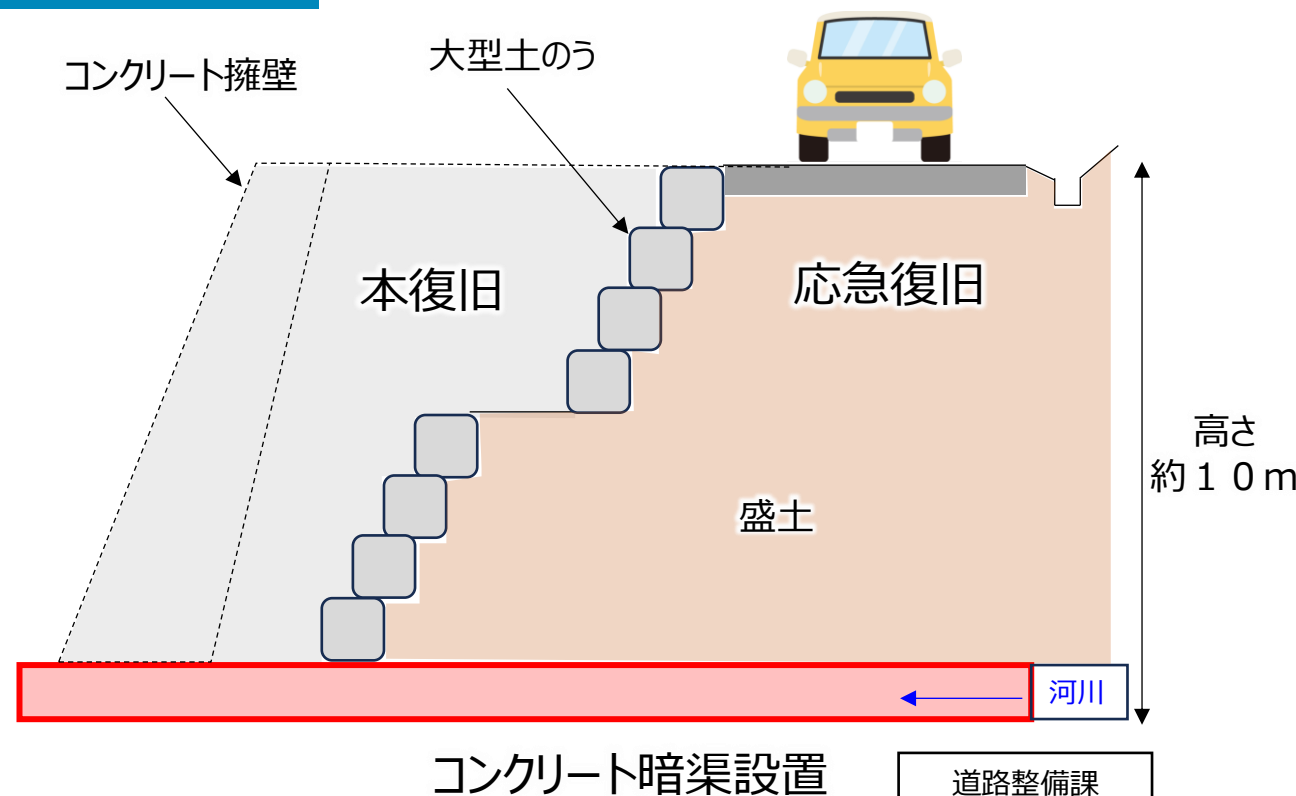 コンクリート擁壁
大型土のう
本復旧
応急復旧
高さ
約１０ｍ
盛土
河川
コンクリート暗渠設置
道路整備課